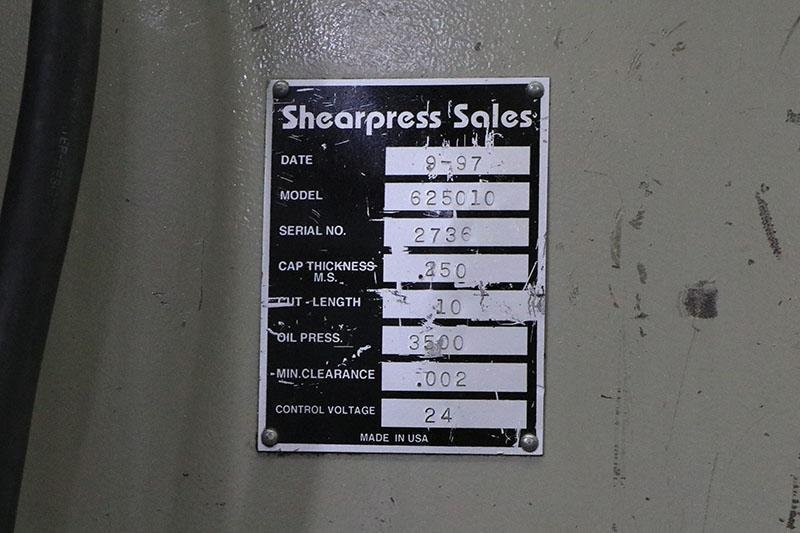 Shearpress Sales
DATE 9-97
MODEL 625010
SERIAL NO. 2736
CAP THICKNESS .250
M.S.
CUT - LENGTH 10
OIL PRESS. 3500
MIN. CLEARANCE .002
CONTROL VOLTAGE 24
MADE IN USA